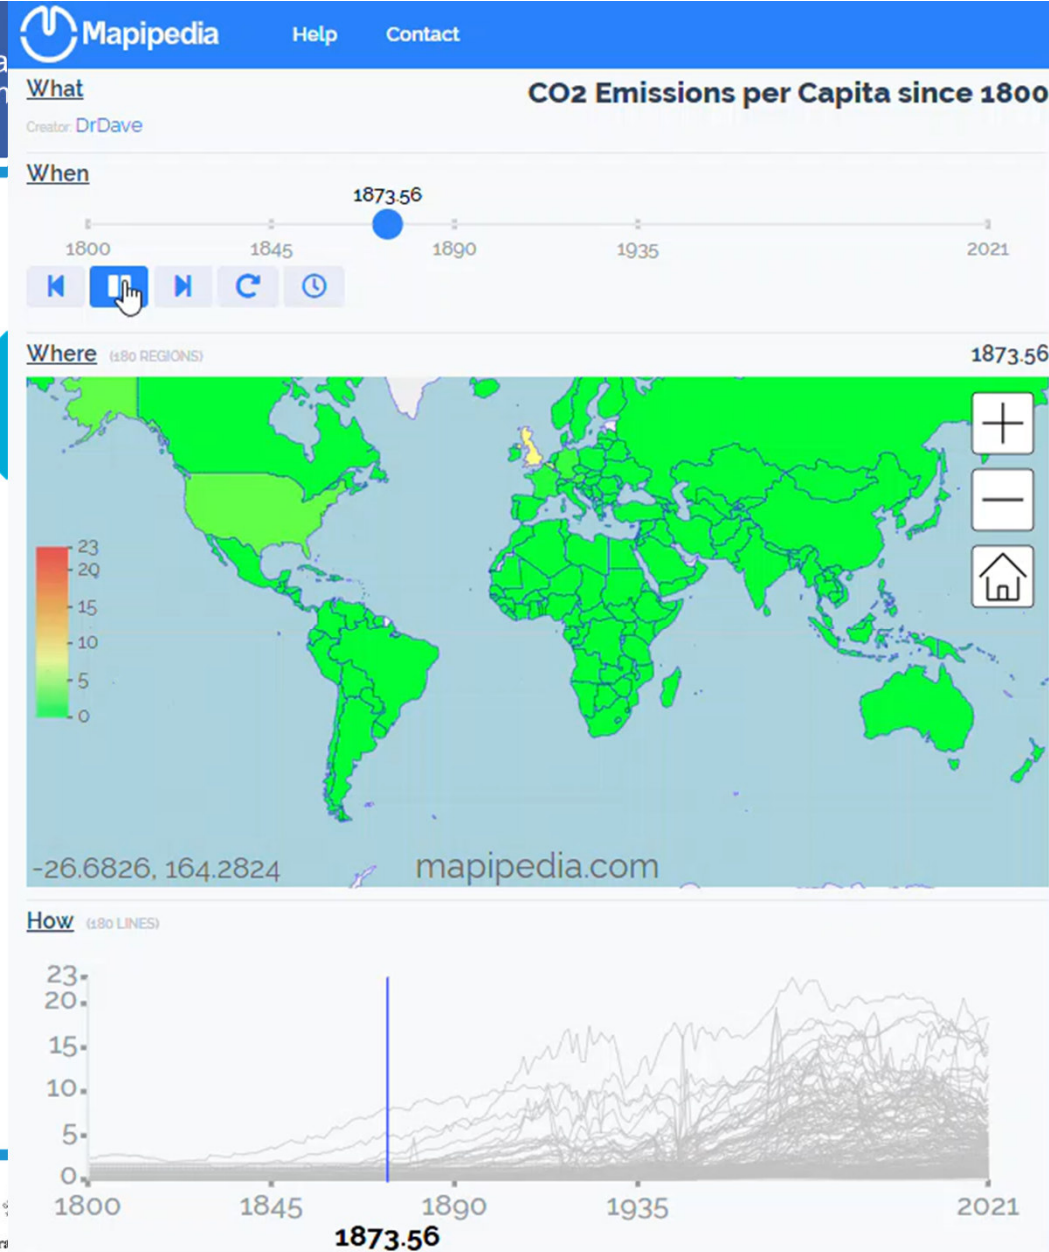 Mapipedia Help Contact
What
CO2 Emissions per Capita since 1800
Creator: DrDave
When
1873.56
1800 1845 1890 1935 2021
Where (180 REGIONS) 1873.56
23
20
15
10
5
0
-26.6826, 164.2824 mapipedia.com
How (180 LINES)
23
20
15
10
5
0
1800 1845 1890 1935 2021
1873.56